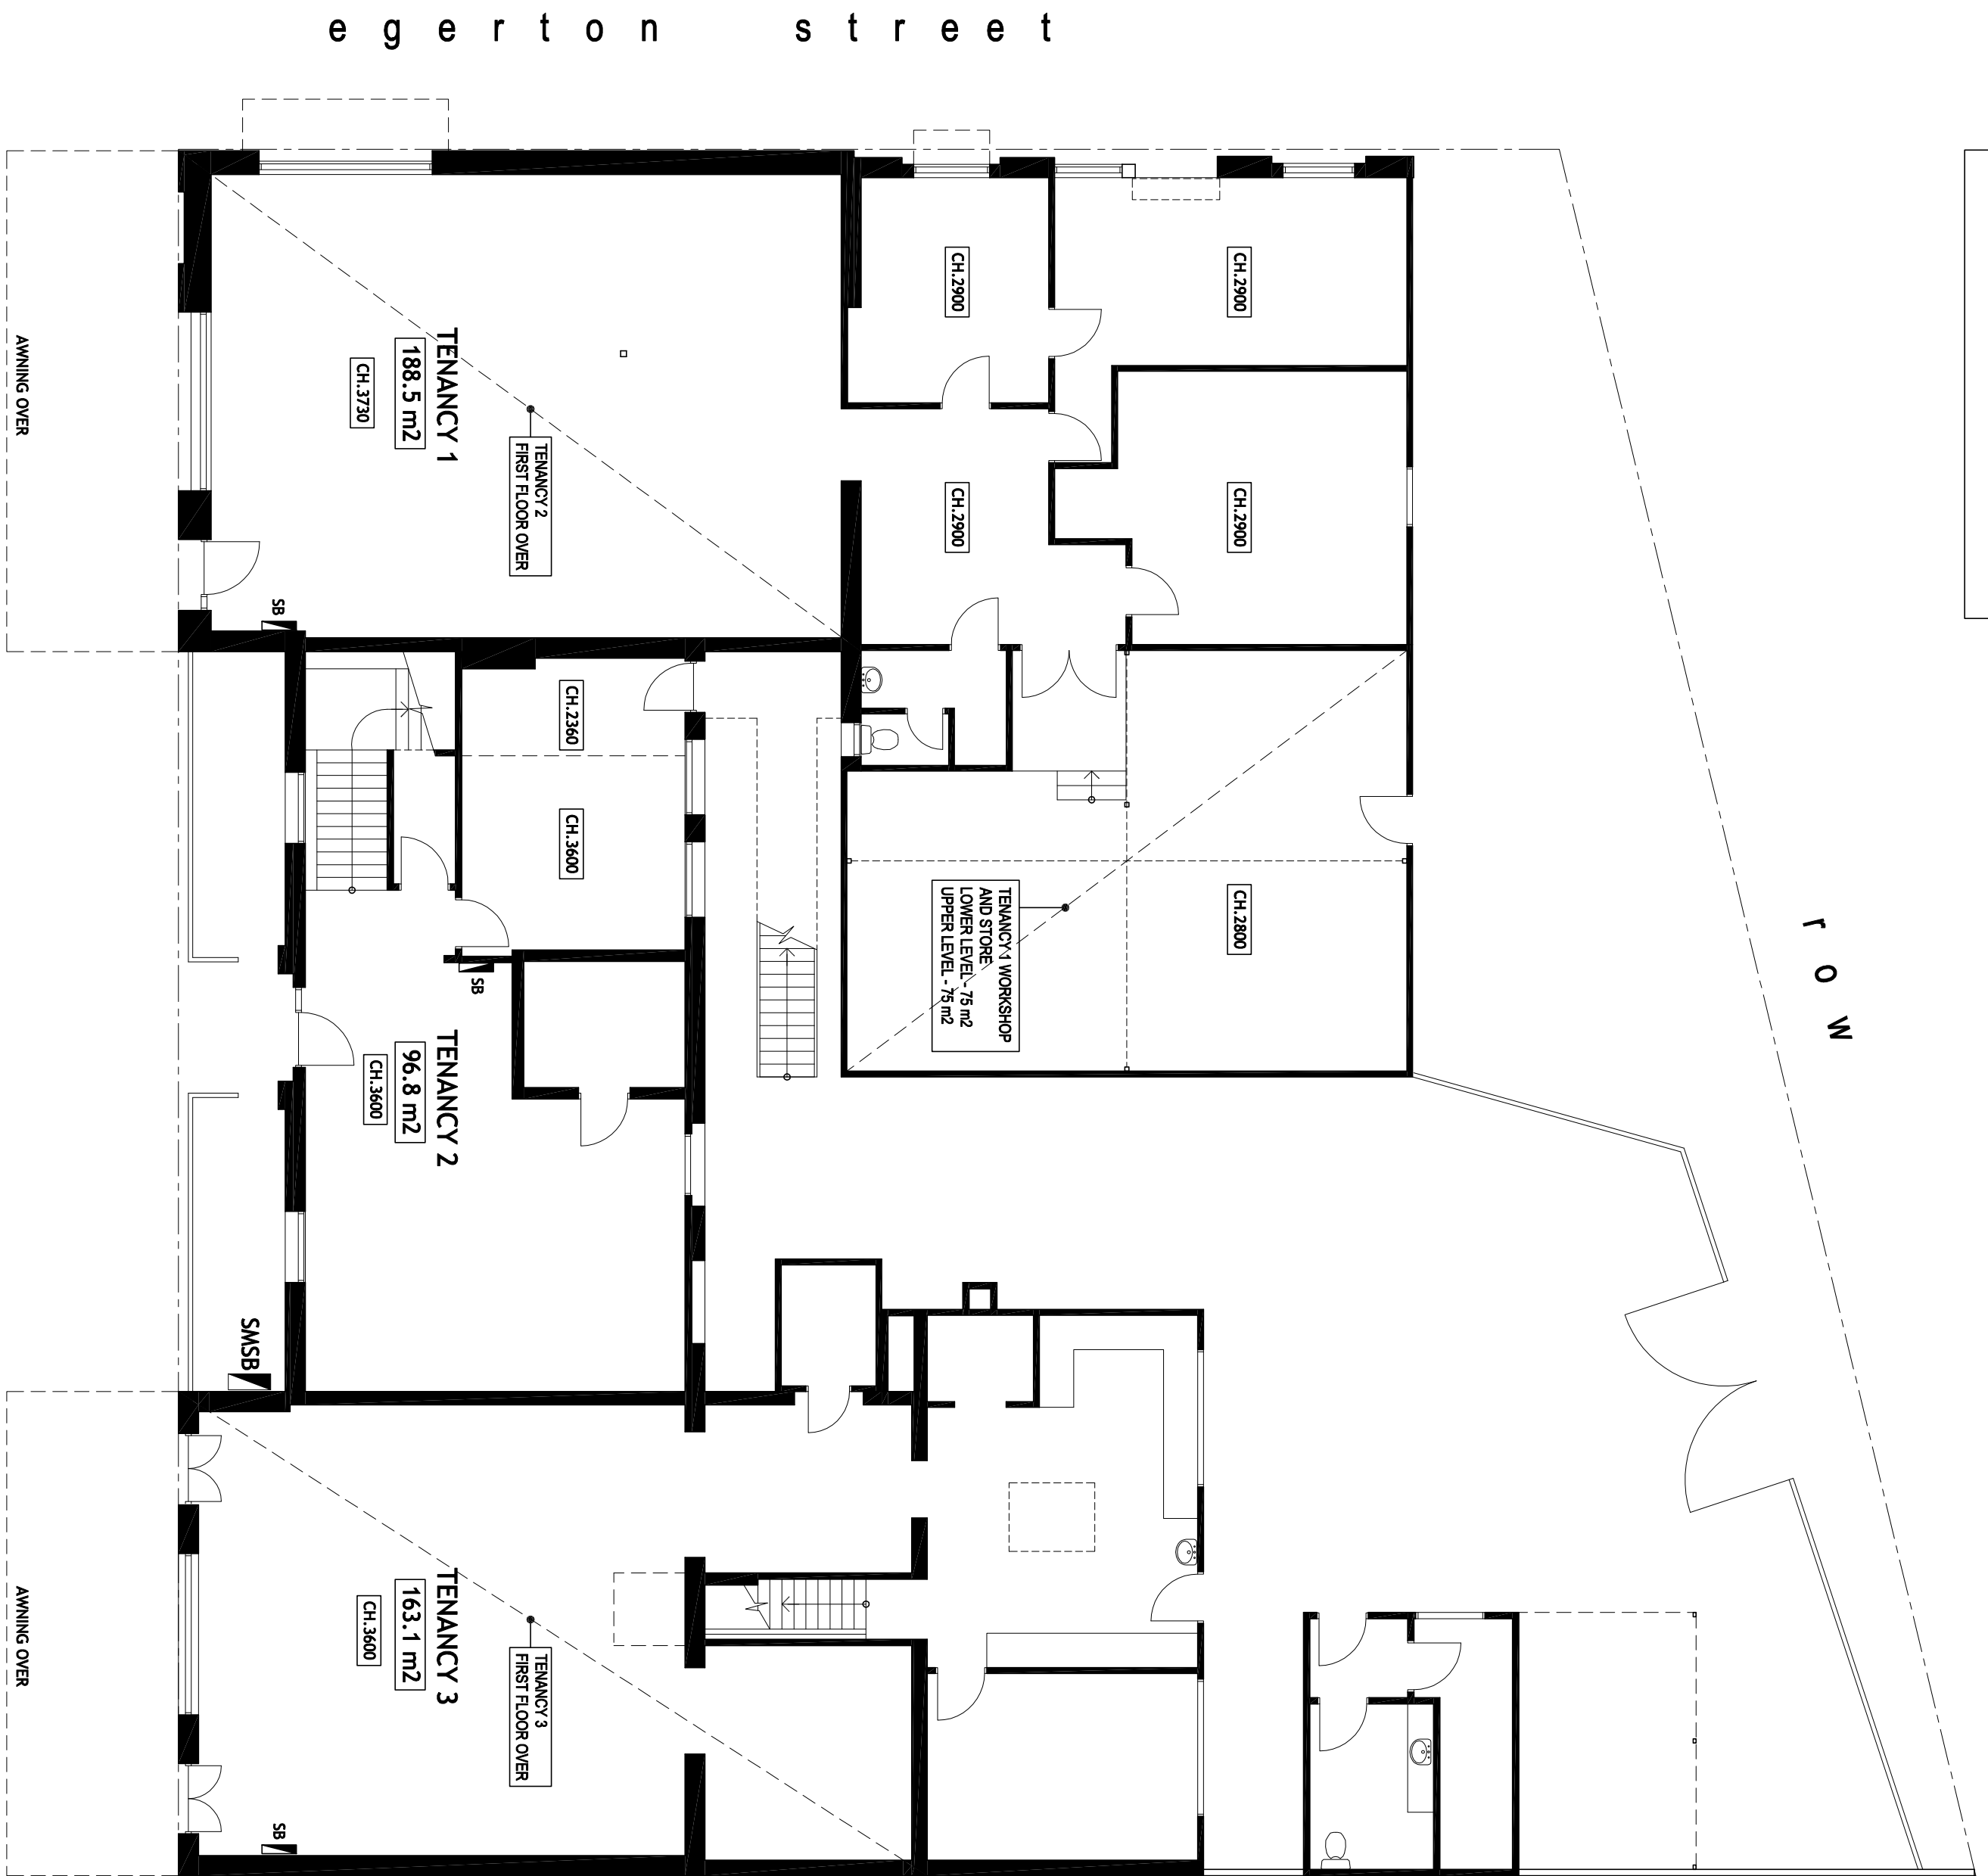 egerton street
row
AWNING OVER
TENANCY 1
188.5 m2
CH.3730
TENANCY 2
FIRST FLOOR OVER
SB
CH.2900
CH.2900
CH.2900
CH.2900
CH.2360
CH.3600
CH.2800
TENANCY 1 WORKSHOP
AND STORE
LOWER LEVEL - 75 m2
UPPER LEVEL - 75 m2
SB
TENANCY 2
96.8 m2
CH.3600
SMSB
TENANCY 3
163.1 m2
CH.3600
TENANCY 3
FIRST FLOOR OVER
AWNING OVER
SB